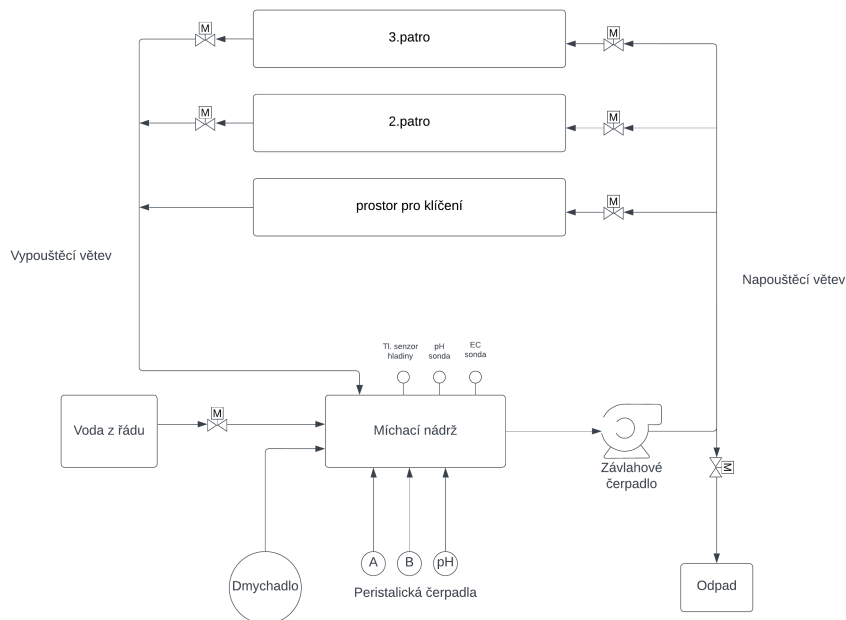 M
3.patro
M
M
2.patro
M
prostor pro klíčení
M
Vypouštěcí větev
Napouštěcí větev
Tl. senzor
hladiny
pH
sonda
EC
sonda
Voda z řádu
M
Míchací nádrž
Závlahové
čerpadlo
M
Dmychadlo
A
B
pH
Peristalická čerpadla
Odpad